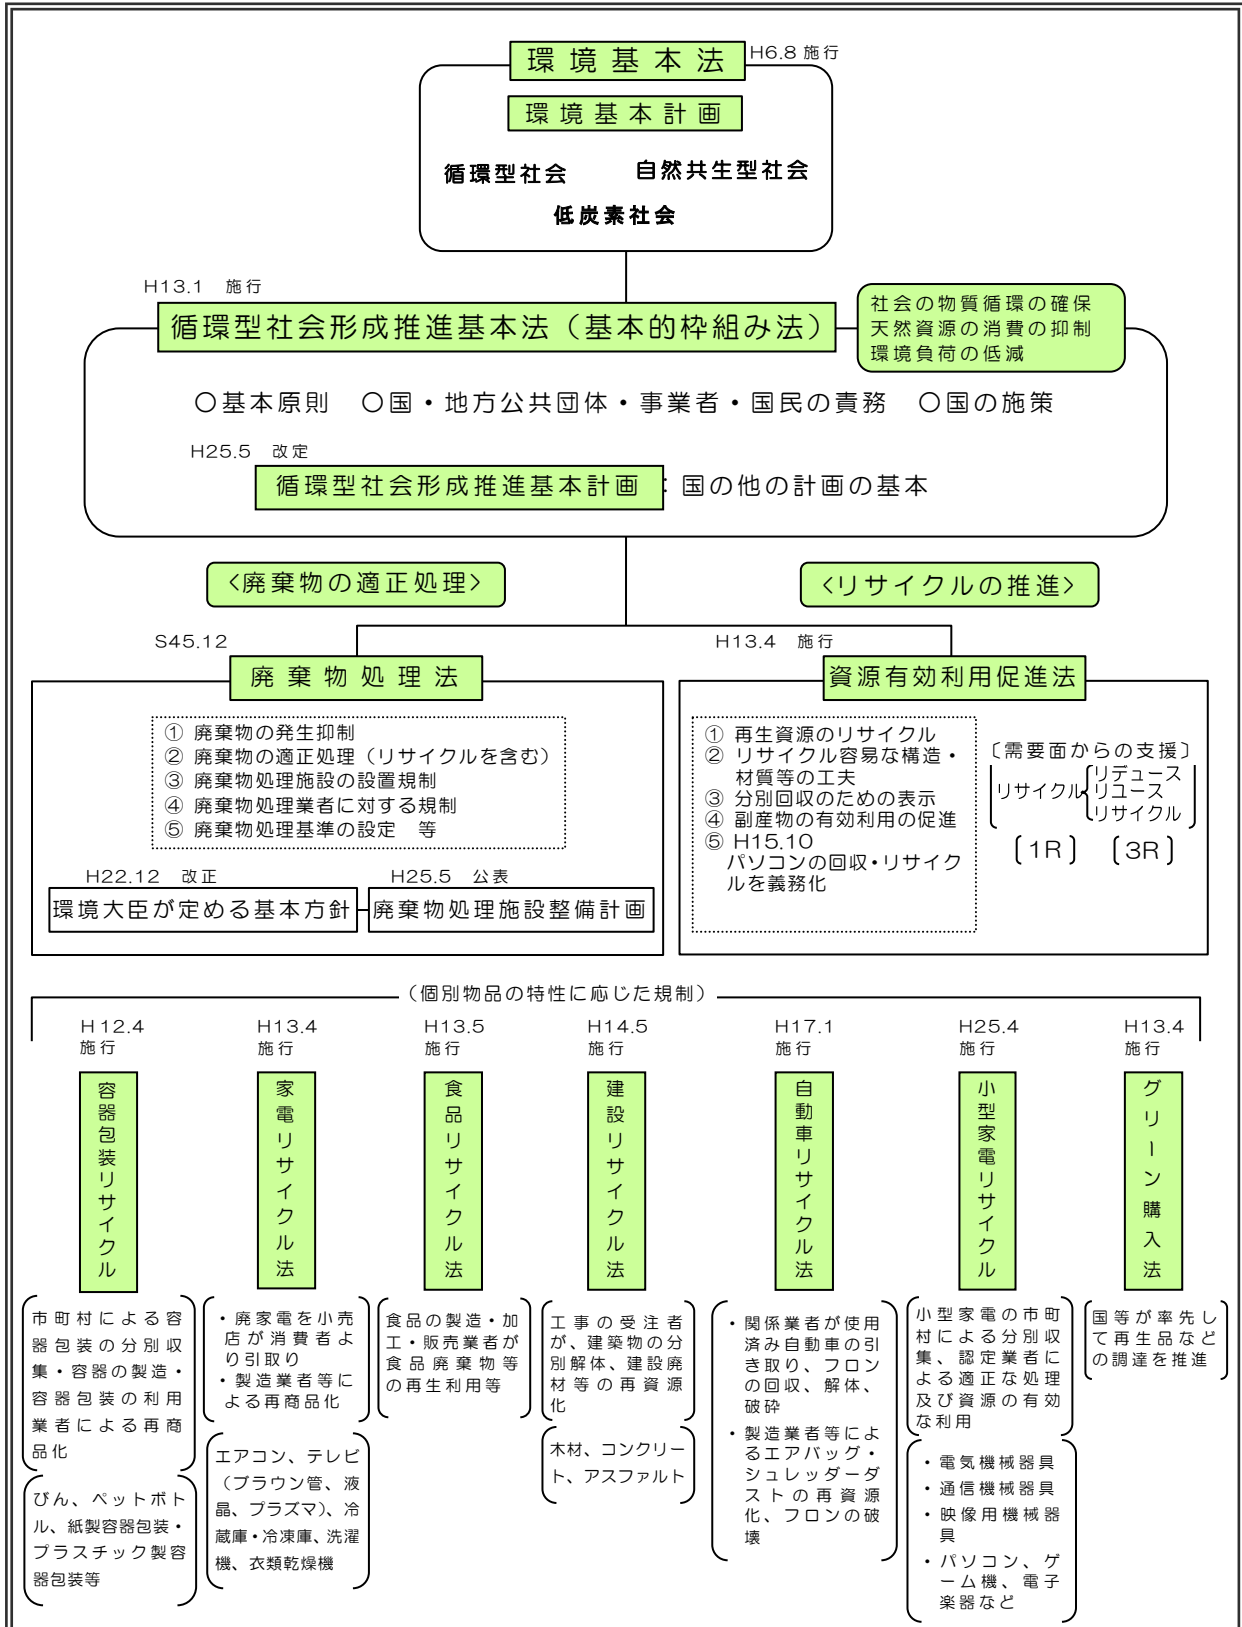 環境基本法
H6.8 施行
環境基本計画
循環型社会
自然共生型社会
低炭素社会
H13.1 施行
循環型社会形成推進基本法（基本的枠組み法）
社会の物質循環の確保
天然資源の消費の抑制
環境負荷の低減
〇基本原則 〇国・地方公共団体・事業者・国民の責務 〇国の施策
H25.5 改定
循環型社会形成推進基本計画：国の他の計画の基本
〈廃棄物の適正処理〉
〈リサイクルの推進〉
S45.12
廃棄物処理法
① 廃棄物の発生抑制
② 廃棄物の適正処理（リサイクルを含む）
③ 廃棄物処理施設の設置規制
④ 廃棄物処理業者に対する規制
⑤ 廃棄物処理基準の設定 等
H22.12 改正
環境大臣が定める基本方針
H25.5 公表
廃棄物処理施設整備計画
H13.4 施行
資源有効利用促進法
① 再生資源のリサイクル
② リサイクル容易な構造・
材質等の工夫
③ 分別回収のための表示
④ 副産物の有効利用の促進
⑤ H15.10
パソコンの回収・リサイク
ルを義務化
〔需要面からの支援〕
リサイクル
リデュース
リユース
リサイクル
〔1R〕 〔3R〕
（個別物品の特性に応じた規制）
H12.4
施行
容器包装リサイクル
市町村による容
器包装の分別収
集・容器の製造・
容器包装の利用
業者による再商
品化
びん、ペットボト
ル、紙製容器包装・
プラスチック製容
器包装等
H13.4
施行
家電リサイクル法
・廃家電を小売
店が消費者よ
り引取り
・製造業者等によ
る再商品化
エアコン、テレビ
（ブラウン管、液
晶、プラズマ）、冷
蔵庫・冷凍庫、洗濯
機、衣類乾燥機
H13.5
施行
食品リサイクル法
食品の製造・加
工・販売業者が
食品廃棄物等
の再生利用等
H14.5
施行
建設リサイクル法
工事の受注者
が、建築物の分
別解体、建設廃
材等の再資源
化
木材、コンクリー
ト、アスファルト
H17.1
施行
自動車リサイクル法
・関係業者が使用
済み自動車の引
き取り、フロン
の回収、解体、
破砕
・製造業者等によ
るエアバッグ・
シュレッダーダ
ストの再資源
化、フロンの破
壊
H25.4
施行
小型家電リサイクル
小型家電の市町
村による分別収
集、認定業者に
よる適正な処理
及び資源の有効
な利用
・電気機械器具
・通信機械器具
・映像用機械器
具
・パソコン、ゲ
ーム機、電子
楽器など
H13.4
施行
グリーン購入法
国等が率先し
て再生品など
の調達を推進